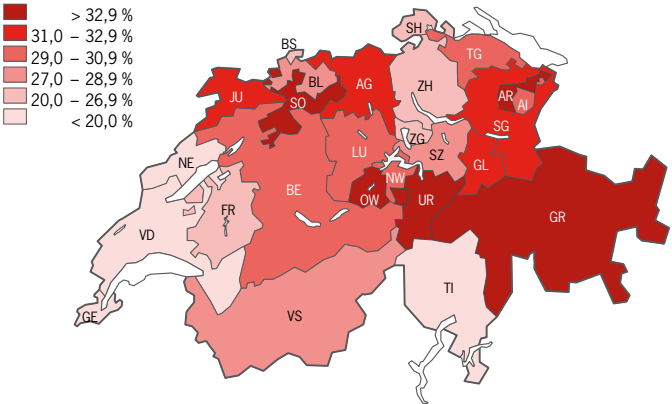 > 32,9 %
31,0 – 32,9 %
29,0 – 30,9 %
27,0 – 28,9 %
20,0 – 26,9 %
< 20,0 %
SH
BS
TG
BL
AG
ZH
JU
SO
AR
AI
SG
ZG
NE
LU
SZ
GL
NW
BE
OW
UR
FR
GR
VD
TI
GE
VS